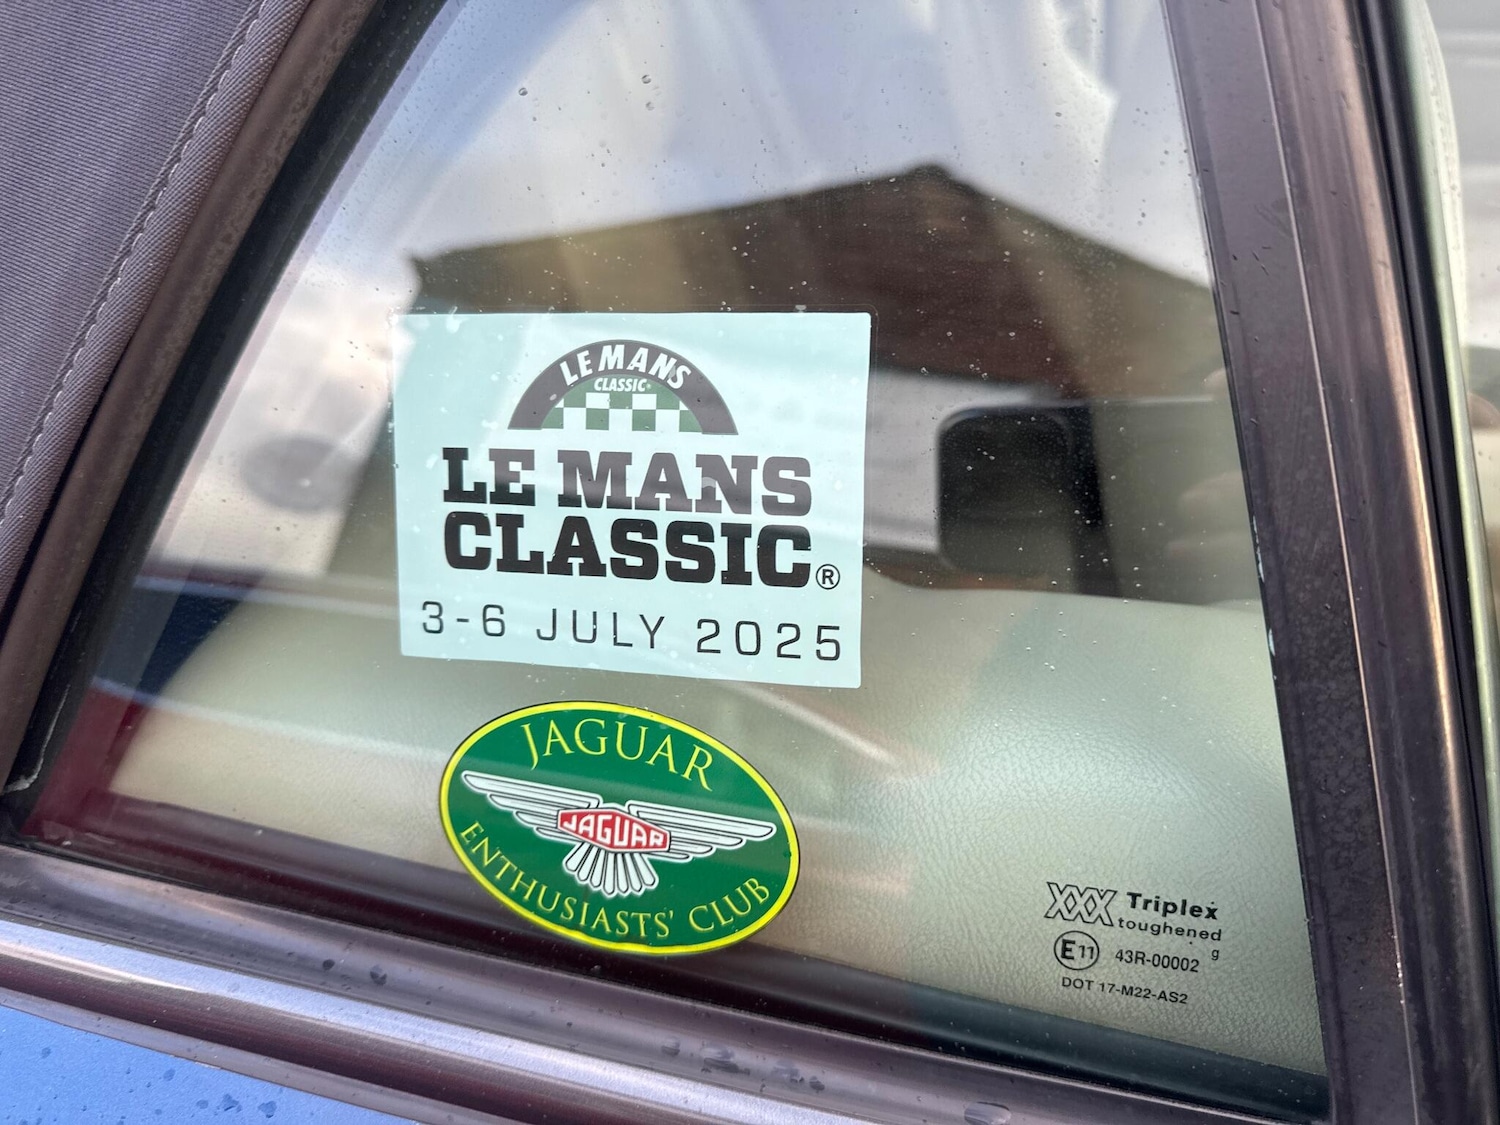 LE MANS
CLASSIC
LE MANS
CLASSIC®
3-6 JULY 2025
JAGUAR
JAGUAR
ENTHUSIASTS' CLUB
XXX Triplex
toughened
g
E11 43R-00002
DOT 17-M22-AS2